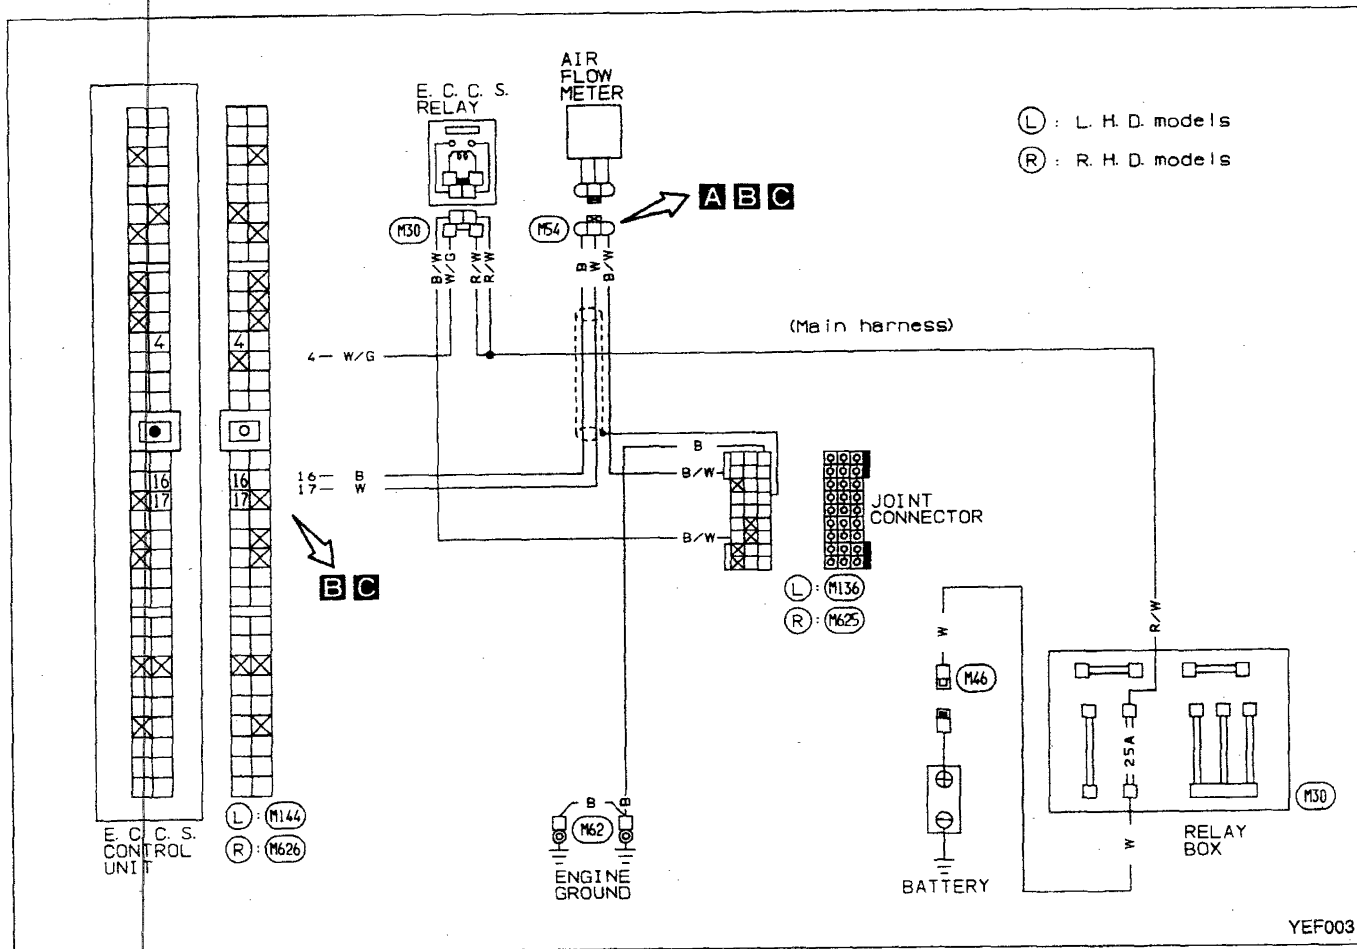 AIR
FLOW
METER
E. C. C. S.
RELAY
L : L. H. D. models
R : R. H. D. models
A B C
M30
M54
B/W
W/G
R/W
R/W
B
W
B/W
(Main harness)
4
4
4 — W/G
B
16
16
16 — B
B/W
17
17
17 — W
JOINT
CONNECTOR
B/W
B C
L : M136
R : M625
R/W
W
M46
25A
M30
B
B
M62
L : M144
R : M626
E. C. C. S.
CONTROL
UNIT
RELAY
BOX
W
ENGINE
GROUND
BATTERY
YEF003